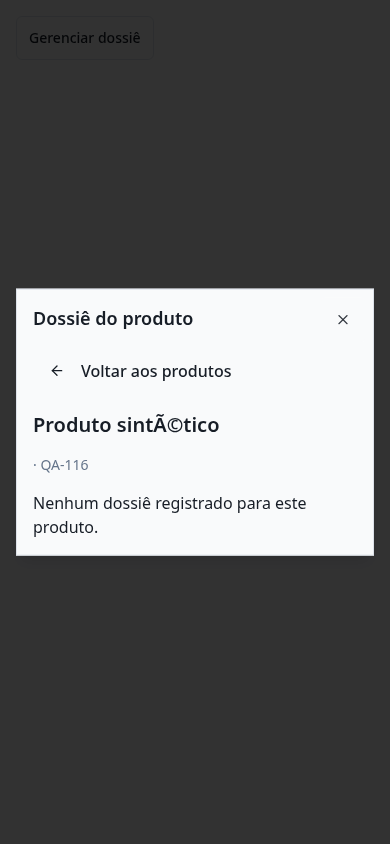 Gerenciar dossiê
Dossiê do produto
Voltar aos produtos
Produto sintÃ©tico
· QA-116
Nenhum dossiê registrado para este
produto.